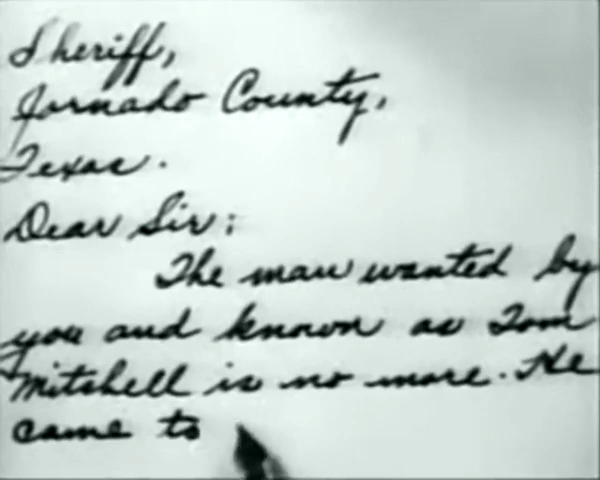 Sheriff,
Jornado County,
Texas.
Dear Sir:
The man wanted by
you and known as Tom
Mitchell is no more. He
came to